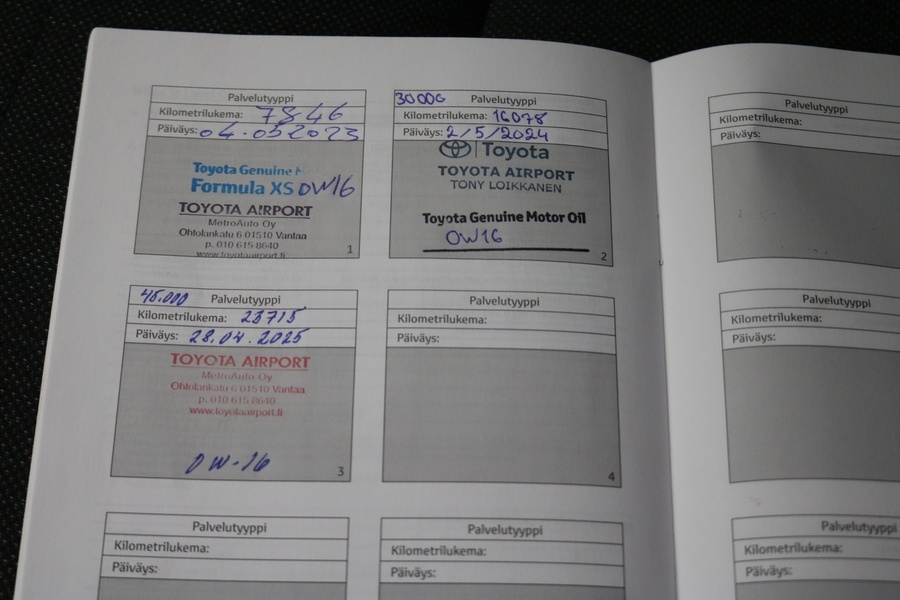 Palvelutyyppi
Kilometrilukema: 7846
Päiväys: 04.052023
Toyota Genuine
Formula XS 0W16
TOYOTA AIRPORT
MetroAuto Oy
Ohtolankatu 6 01510 Vantaa
p. 010 615 8640
www.toyotaairport.fi
1
30000 Palvelutyyppi
Kilometrilukema: 16078
Päiväys: 2/5/2024
Toyota
TOYOTA AIRPORT
TONY LOIKKANEN
Toyota Genuine Motor Oil
0W16
2
Palvelutyyppi
Kilometrilukema:
Päiväys:
45.000 Palvelutyyppi
Kilometrilukema: 23715
Päiväys: 28.04.2025
TOYOTA AIRPORT
MetroAuto Oy
Ohtolankatu 6 01510 Vantaa
p. 010 615 8640
www.toyotaairport.fi
0W-16
3
Palvelutyyppi
Kilometrilukema:
Päiväys:
4
Palvelutyyppi
Kilometrilukema:
Päiväys:
Palvelutyyppi
Kilometrilukema:
Päiväys:
Palvelutyyppi
Kilometrilukema:
Päiväys:
Palvelutyyppi
Kilometrilukema:
Päiväys: